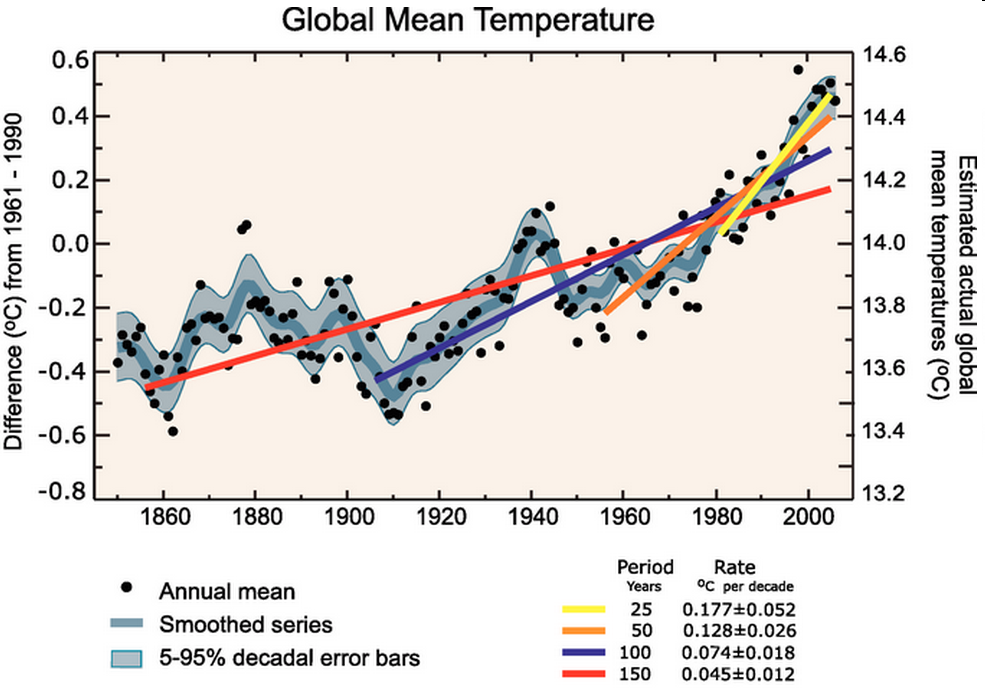 Global Mean Temperature
Difference (ºC) from 1961 - 1990
0.6
0.4
0.2
0.0
-0.2
-0.4
-0.6
-0.8
14.6
14.4
14.2
14.0
13.8
13.6
13.4
13.2
Estimated actual global
mean temperatures (ºC)
1860 1880 1900 1920 1940 1960 1980 2000
Annual mean
Smoothed series
5-95% decadal error bars
Period Rate
Years ºC per decade
25 0.177±0.052
50 0.128±0.026
100 0.074±0.018
150 0.045±0.012